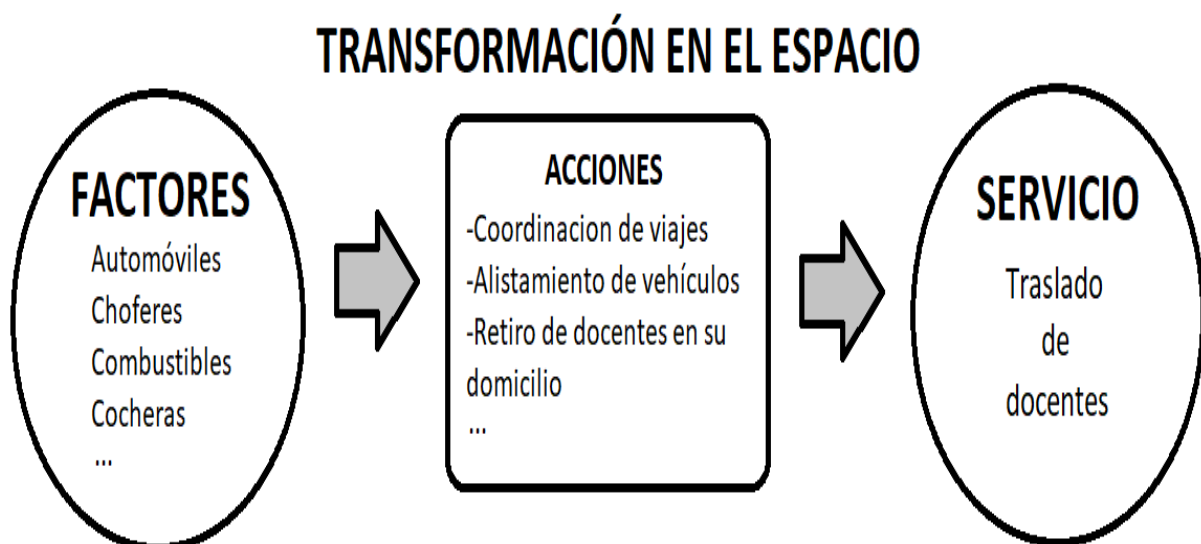 TRANSFORMACIÓN EN EL ESPACIO
FACTORES
Automóviles
Choferes
Combustibles
Cocheras
...
ACCIONES
-Coordinacion de viajes
-Alistamiento de vehículos
-Retiro de docentes en su
domicilio
...
SERVICIO
Traslado
de
docentes